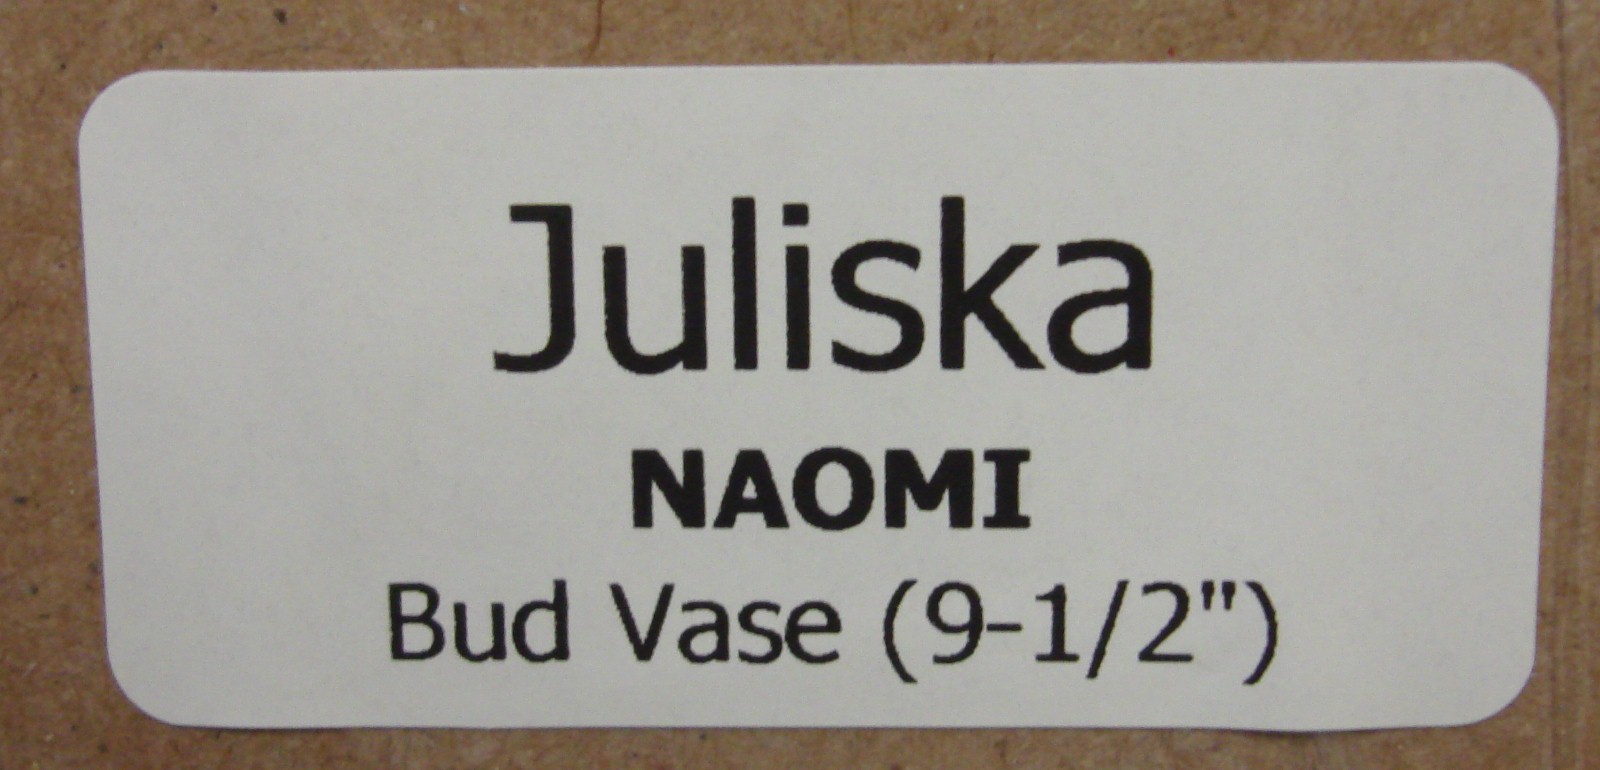 Juliska
NAOMI
Bud Vase (9-1/2")